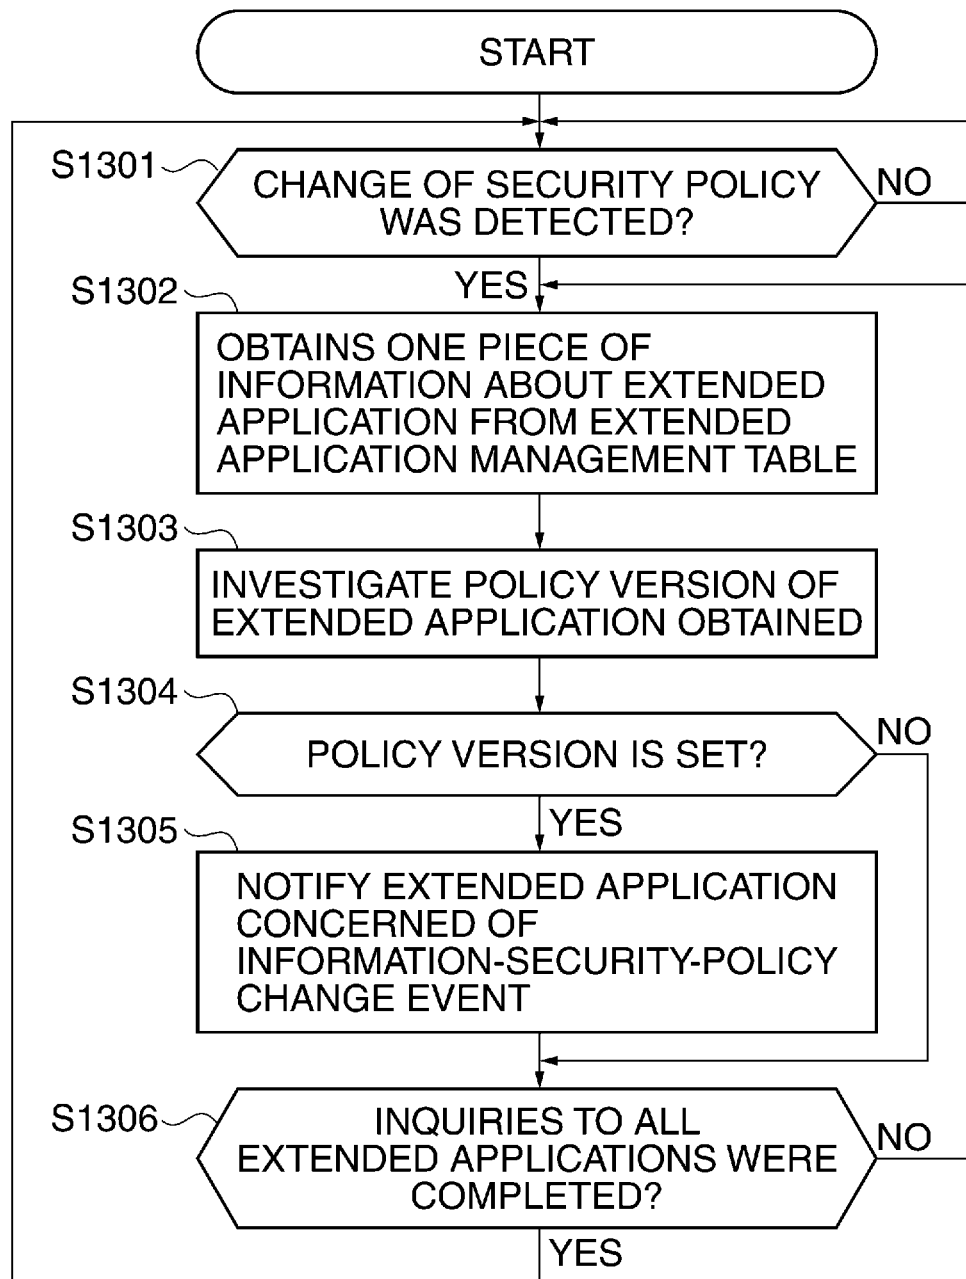 START
S1301
CHANGE OF SECURITY POLICY
WAS DETECTED?
NO
YES
S1302
OBTAINS ONE PIECE OF
INFORMATION ABOUT EXTENDED
APPLICATION FROM EXTENDED
APPLICATION MANAGEMENT TABLE
S1303
INVESTIGATE POLICY VERSION OF
EXTENDED APPLICATION OBTAINED
S1304
POLICY VERSION IS SET?
NO
YES
S1305
NOTIFY EXTENDED APPLICATION
CONCERNED OF
INFORMATION-SECURITY-POLICY
CHANGE EVENT
S1306
INQUIRIES TO ALL
EXTENDED APPLICATIONS WERE
COMPLETED?
NO
YES